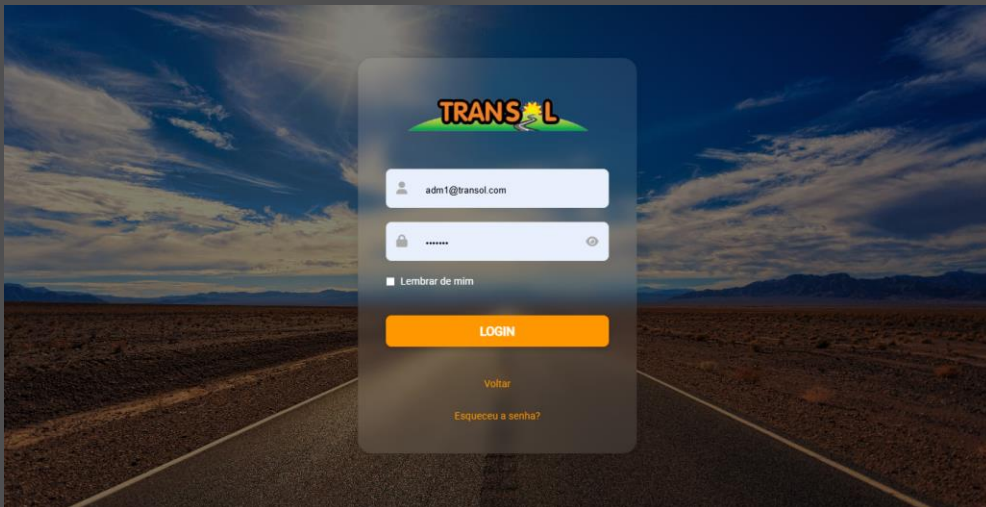 TRANSOL
adm1@transol.com
•••••••
Lembrar de mim
LOGIN
Voltar
Esqueceu a senha?